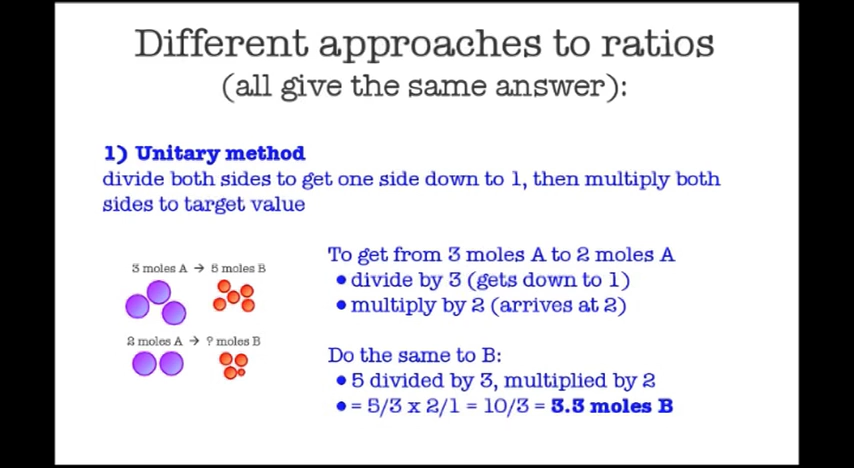 Different approaches to ratios
(all give the same answer):
1) Unitary method
divide both sides to get one side down to 1, then multiply both
sides to target value
3 moles A → 5 moles B
2 moles A → ? moles B
To get from 3 moles A to 2 moles A
• divide by 3 (gets down to 1)
• multiply by 2 (arrives at 2)
Do the same to B:
• 5 divided by 3, multiplied by 2
• = 5/3 x 2/1 = 10/3 = 3.3 moles B